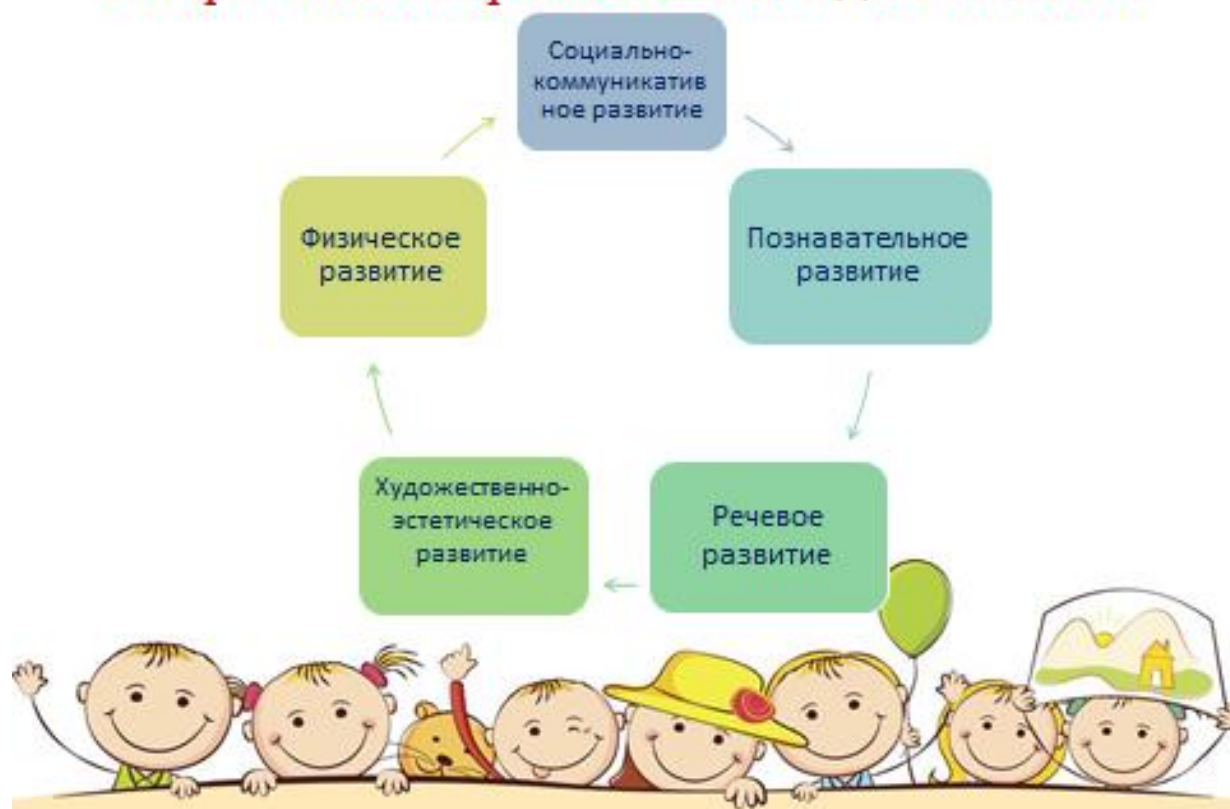 Социально-
коммуникатив
ное развитие
Познавательное
развитие
Речевое
развитие
Художественно-
эстетическое
развитие
Физическое
развитие